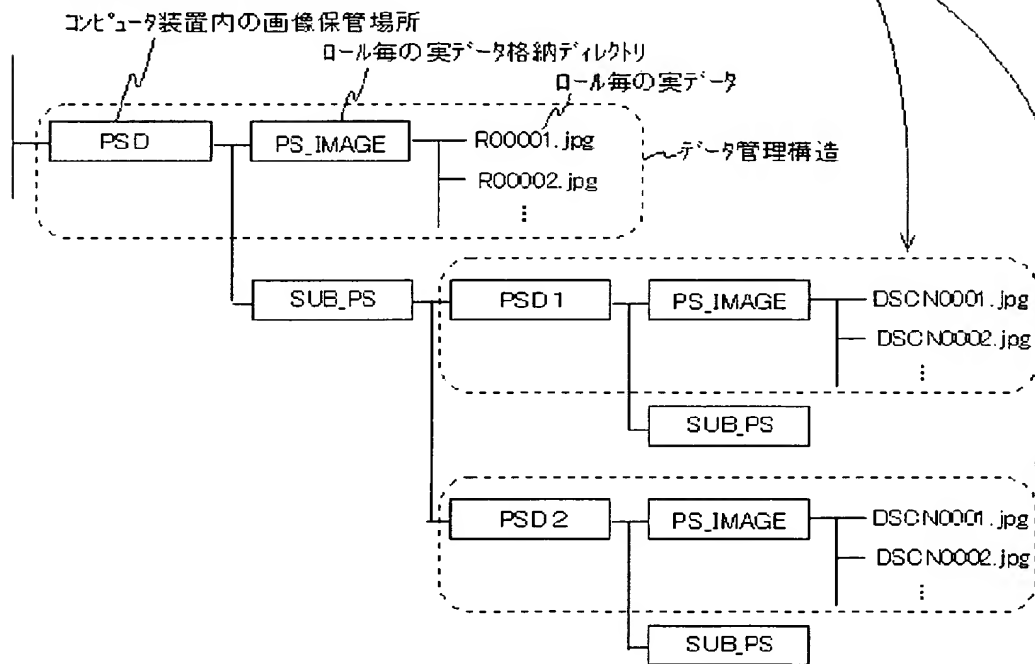 コンピュータ装置内の画像保管場所
ロール毎の実データ格納ディレクトリ
ロール毎の実データ
PSD
PS_IMAGE
R00001.jpg
データ管理構造
R00002.jpg
⋮
SUB_PS
PSD1
PS_IMAGE
DSCN0001.jpg
DSCN0002.jpg
⋮
SUB_PS
PSD2
PS_IMAGE
DSCN0001.jpg
DSCN0002.jpg
⋮
SUB_PS